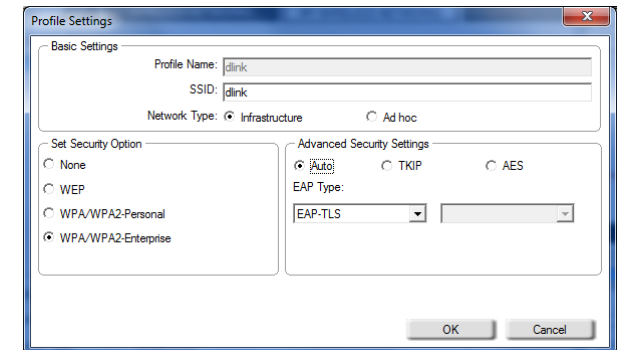 Profile Settings
Basic Settings
Profile Name: dlink
SSID: dlink
Network Type: Infrastructure Ad hoc
Set Security Option
None
WEP
WPA/WPA2-Personal
WPA/WPA2-Enterprise
Advanced Security Settings
Auto TKIP AES
EAP Type:
EAP-TLS
OK Cancel